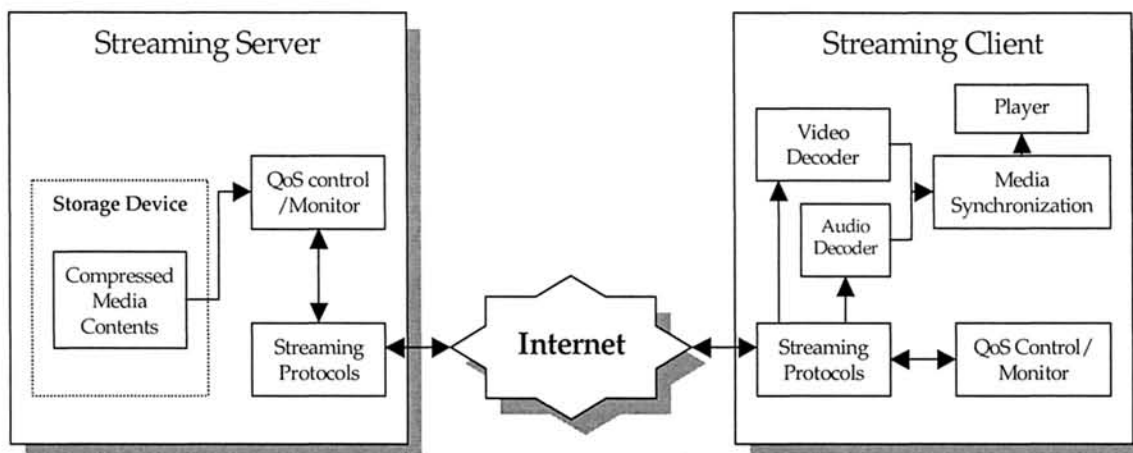 Streaming Server
Storage Device
Compressed
Media
Contents
QoS control
/Monitor
Streaming
Protocols
Internet
Streaming Client
Video
Decoder
Audio
Decoder
Player
Media
Synchronization
Streaming
Protocols
QoS Control/
Monitor